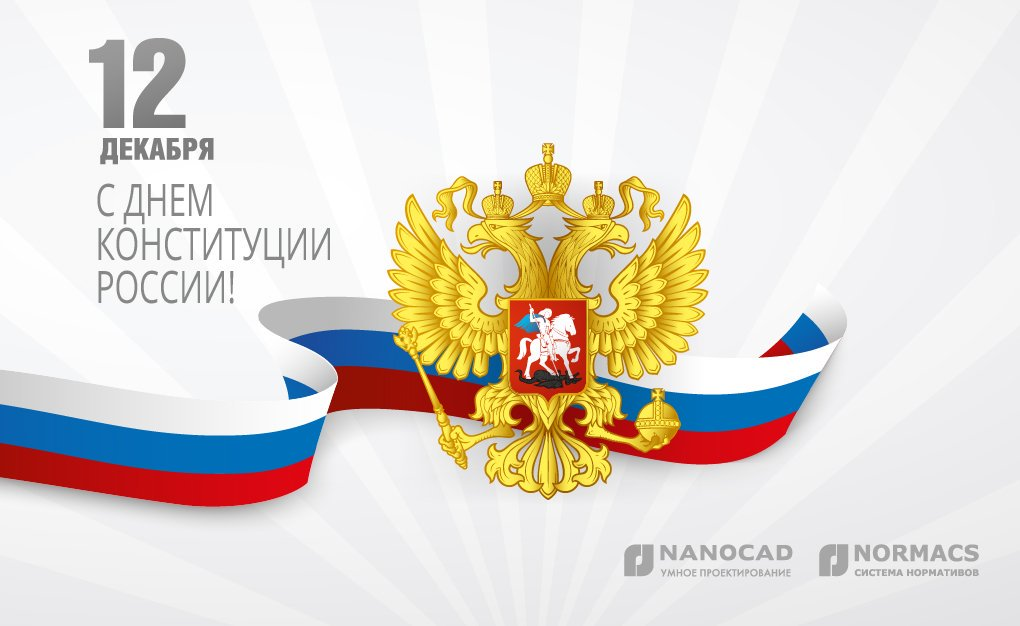 12
ДЕКАБРЯ
С ДНЕМ
КОНСТИТУЦИИ
РОССИИ!
NANOCAD
УМНОЕ ПРОЕКТИРОВАНИЕ
NORMACS
СИСТЕМА НОРМАТИВОВ